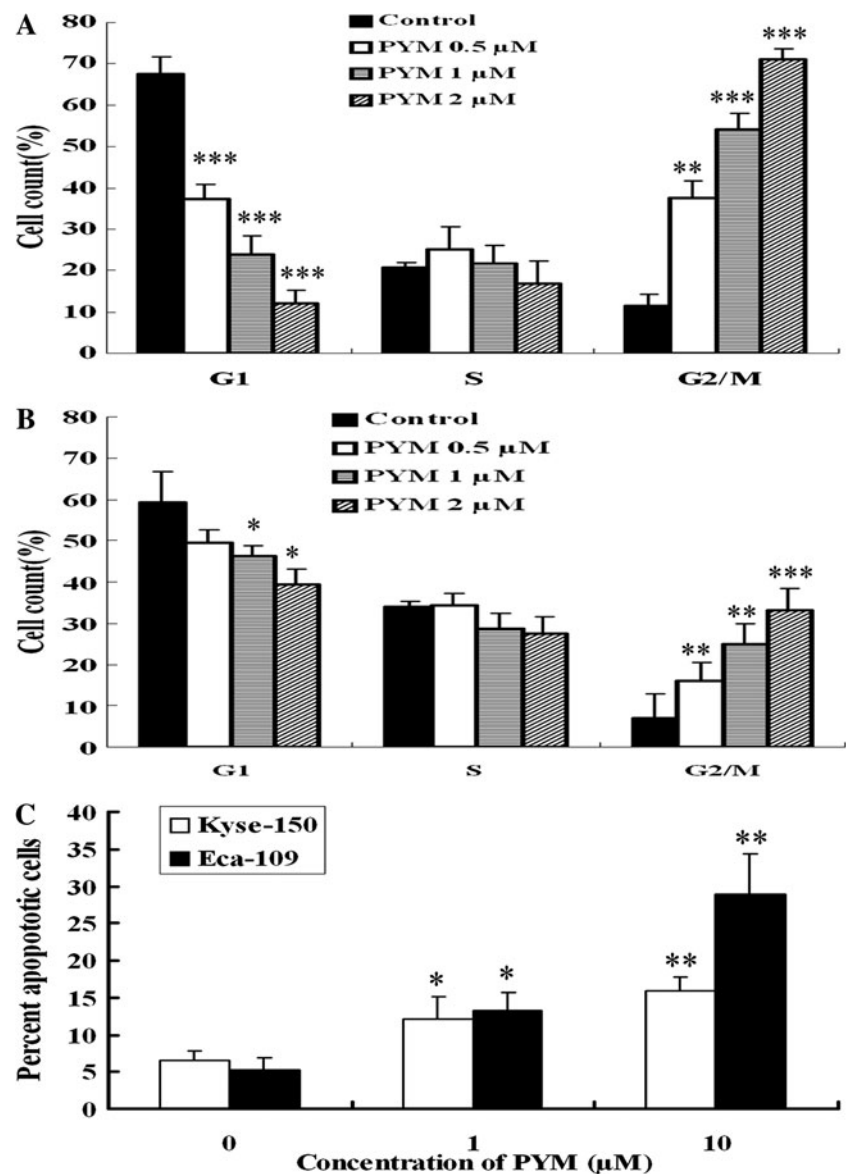 A
Control
PYM 0.5 µM
PYM 1 µM
PYM 2 µM
Cell count(%)
80
70
60
50
40
30
20
10
0
***
***
***
**
***
***
G1 S G2/M
B
Control
PYM 0.5 µM
PYM 1 µM
PYM 2 µM
Cell count(%)
80
70
60
50
40
30
20
10
0
*
*
**
**
***
G1 S G2/M
C
Kyse-150
Eca-109
Percent apopototic cells
40
35
30
25
20
15
10
5
0
*
*
**
**
0 1 10
Concentration of PYM (µM)